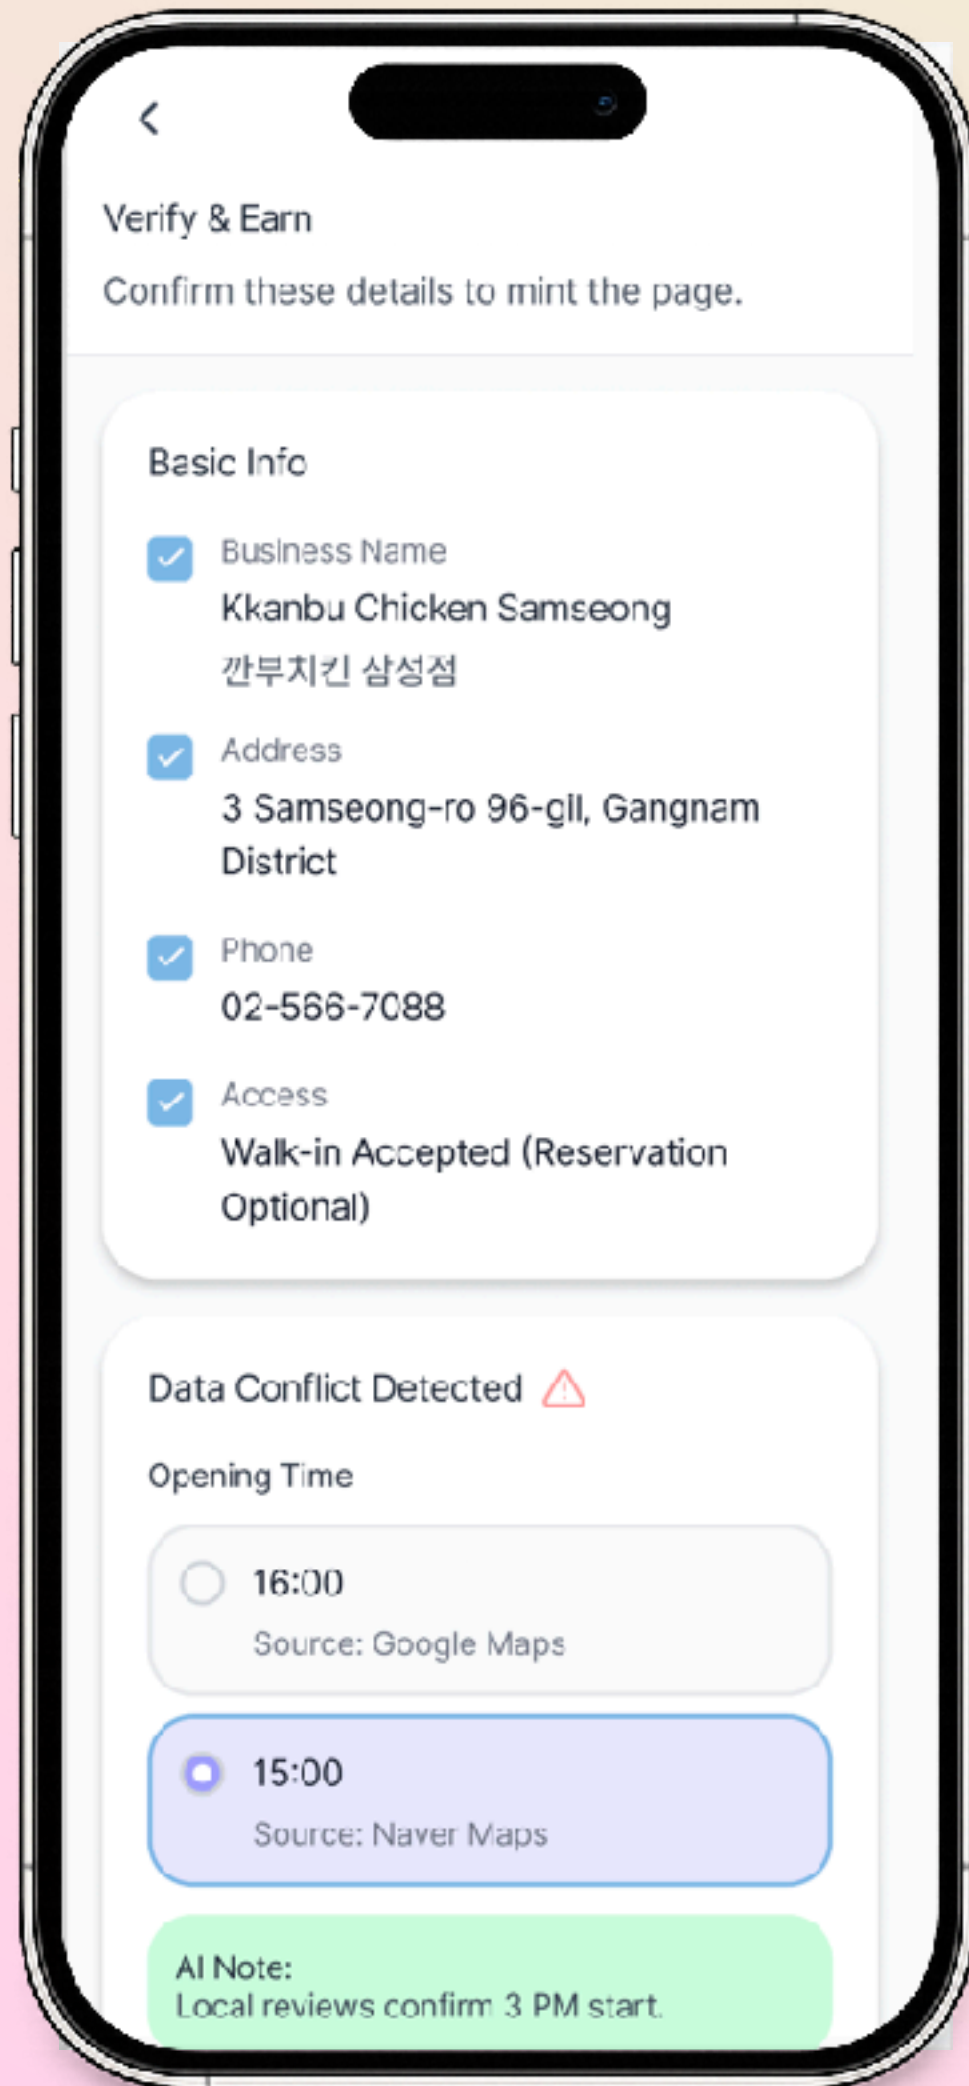 Verify & Earn
Confirm these details to mint the page.
Basic Info
Business Name
Kkanbu Chicken Samseong
깐부치킨 삼성점
Address
3 Samseong-ro 96-gil, Gangnam
District
Phone
02-566-7088
Access
Walk-in Accepted (Reservation
Optional)
Data Conflict Detected
Opening Time
16:00
Source: Google Maps
15:00
Source: Naver Maps
AI Note:
Local reviews confirm 3 PM start.